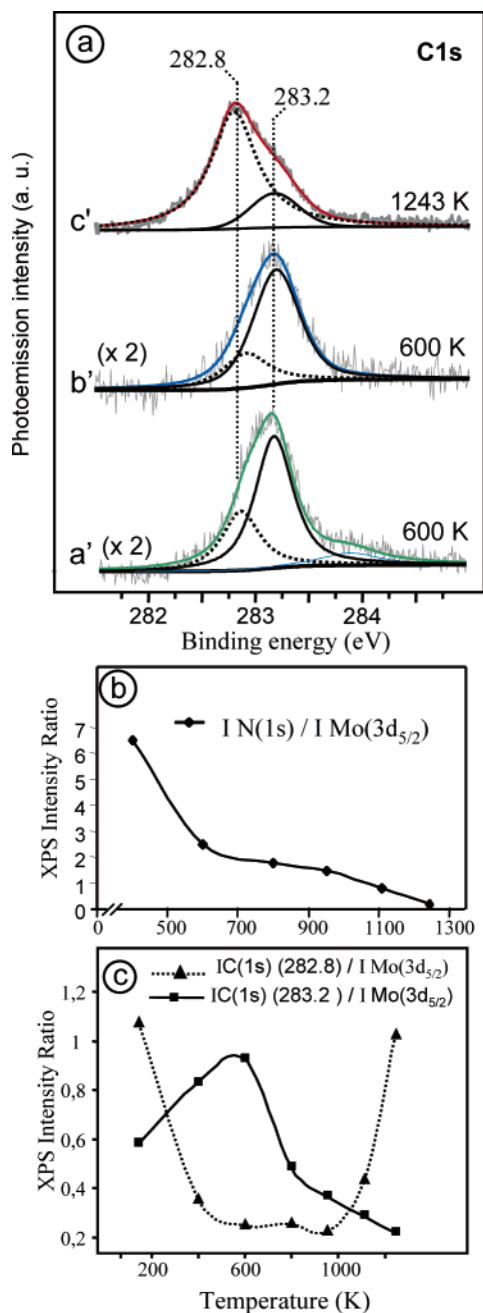 a
C1s
282.8
283.2
1243 K
c'
(x 2)
600 K
b'
(x 2)
600 K
a'
Photoemission intensity (a. u.)
282 283 284
Binding energy (eV)
b
I N(1s) / I Mo(3d5/2)
XPS Intensity Ratio
7
6
5
4
3
2
1
0
0 500 700 900 1100 1300
c
IC(1s) (282.8) / I Mo(3d5/2)
IC(1s) (283.2 ) / I Mo(3d5/2)
XPS Intensity Ratio
1,2
1
0,8
0,6
0,4
0,2
200 600 1000
Temperature (K)